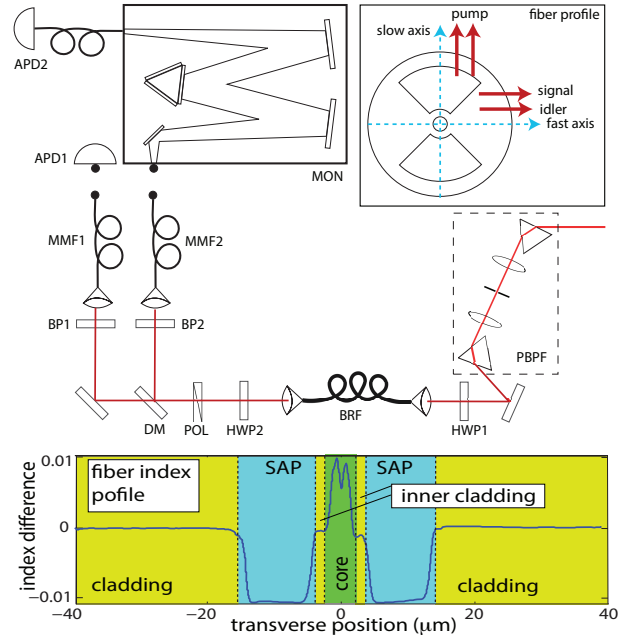 APD2
APD1
MON
MMF1
MMF2
BP1
BP2
DM
POL
HWP2
BRF
HWP1
PBPF
pump
fiber profile
slow axis
signal
idler
fast axis
fiber index
pofile
SAP
SAP
inner cladding
core
cladding
cladding
index difference
0.01
0
−0.01
−40
−20
0
20
40
transverse position (μm)